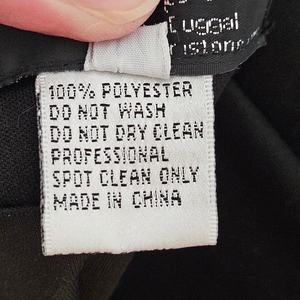 100% POLYESTER
DO NOT WASH
DO NOT DRY CLEAN
PROFESSIONAL
SPOT CLEAN ONLY
MADE IN CHINA